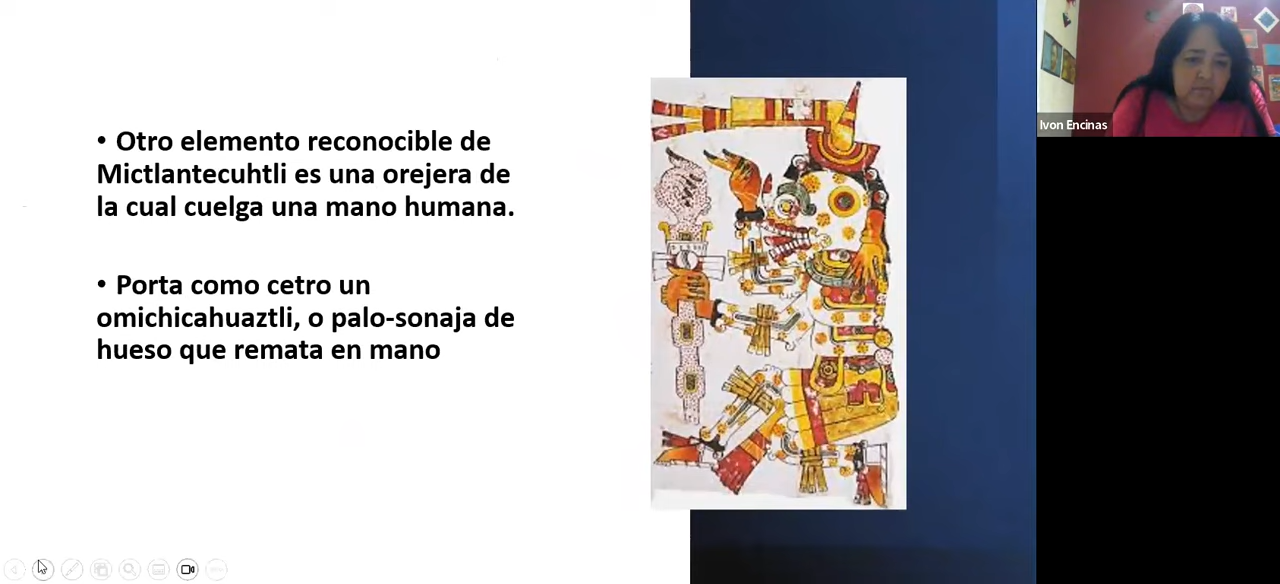 • Otro elemento reconocible de
Mictlantecuhtli es una orejera de
la cual cuelga una mano humana.
• Porta como cetro un
omichicahuaztli, o palo-sonaja de
hueso que remata en mano
Ivon Encinas